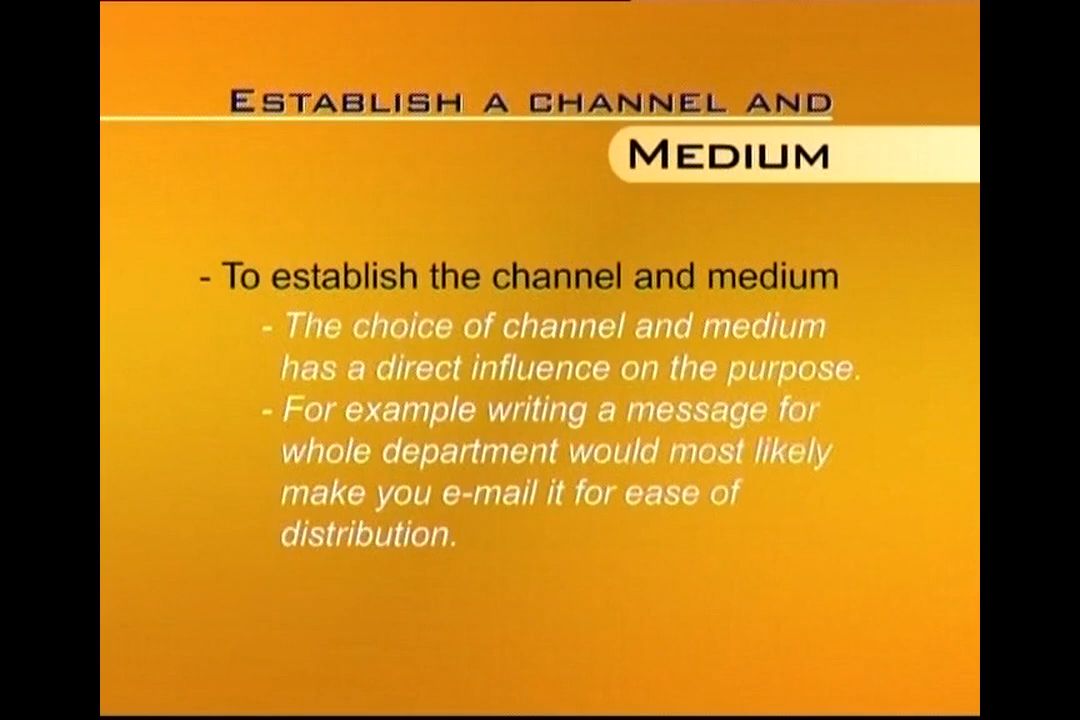 ESTABLISH A CHANNEL AND
MEDIUM
- To establish the channel and medium
- The choice of channel and medium
has a direct influence on the purpose.
- For example writing a message for
whole department would most likely
make you e-mail it for ease of
distribution.